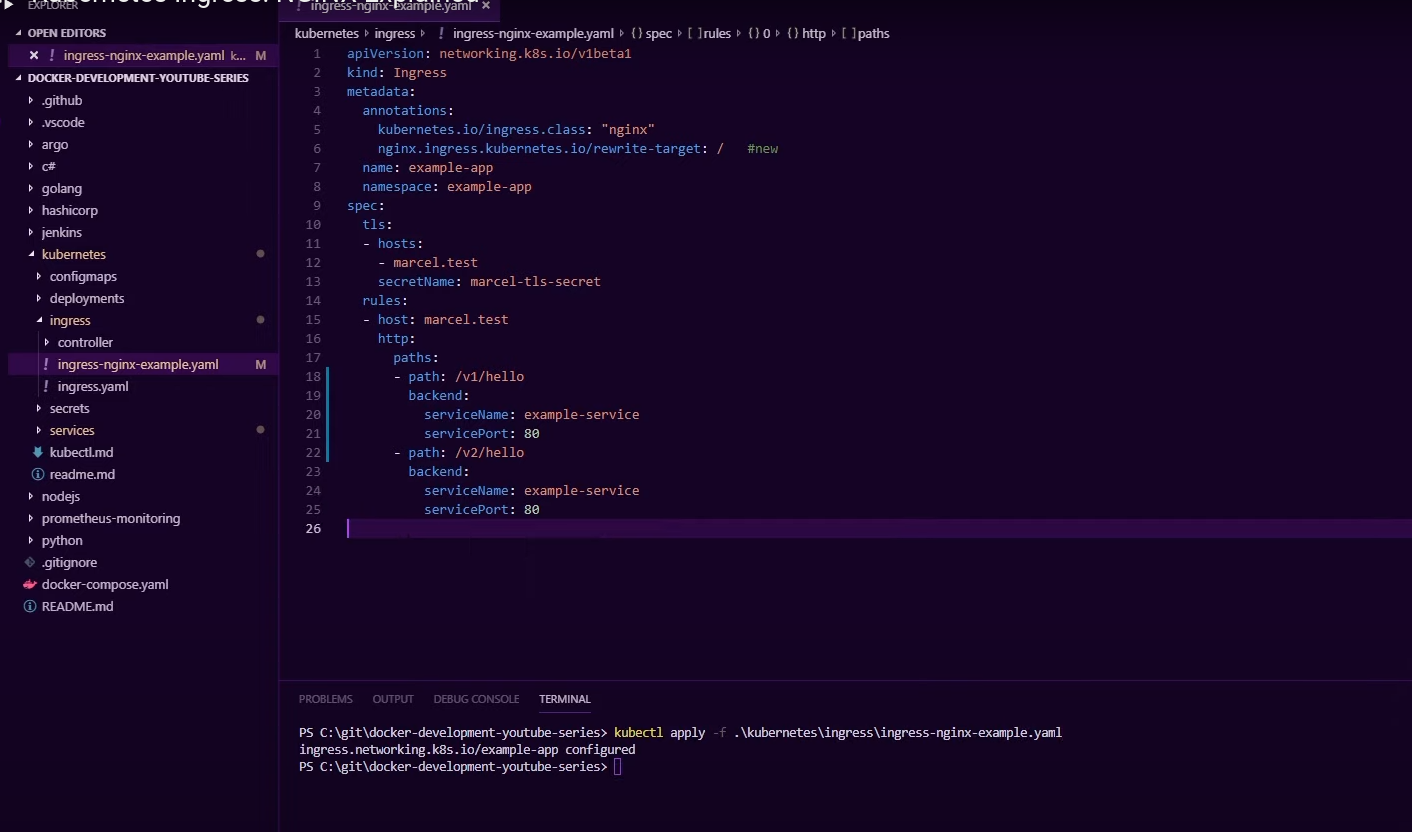 EXPLORER
OPEN EDITORS
ingress-nginx-example.yaml k... M
DOCKER-DEVELOPMENT-YOUTUBE-SERIES
.github
.vscode
argo
c#
golang
hashicorp
jenkins
kubernetes
configmaps
deployments
ingress
controller
ingress-nginx-example.yaml M
ingress.yaml
secrets
services
kubectl.md
readme.md
nodejs
prometheus-monitoring
python
.gitignore
docker-compose.yaml
README.md
ingress-nginx-example.yaml
kubernetes ingress ! ingress-nginx-example.yaml {} spec [ ] rules {} 0 {} http [ ] paths
1 apiVersion: networking.k8s.io/v1beta1
2 kind: Ingress
3 metadata:
4 annotations:
5 kubernetes.io/ingress.class: "nginx"
6 nginx.ingress.kubernetes.io/rewrite-target: / #new
7 name: example-app
8 namespace: example-app
9 spec:
10 tls:
11 - hosts:
12 - marcel.test
13 secretName: marcel-tls-secret
14 rules:
15 - host: marcel.test
16 http:
17 paths:
18 - path: /v1/hello
19 backend:
20 serviceName: example-service
21 servicePort: 80
22 - path: /v2/hello
23 backend:
24 serviceName: example-service
25 servicePort: 80
26
PROBLEMS OUTPUT DEBUG CONSOLE TERMINAL
PS C:\git\docker-development-youtube-series> kubectl apply -f .\kubernetes\ingress\ingress-nginx-example.yaml
ingress.networking.k8s.io/example-app configured
PS C:\git\docker-development-youtube-series>